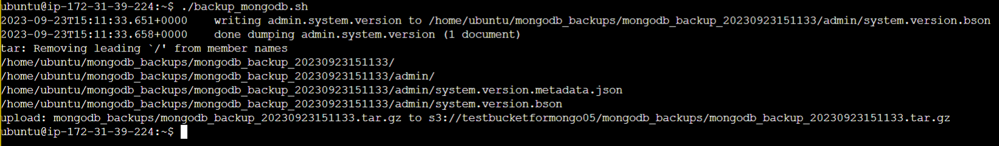 ubuntu@ip-172-31-39-224:~$ ./backup_mongodb.sh
2023-09-23T15:11:33.651+0000    writing admin.system.version to /home/ubuntu/mongodb_backups/mongodb_backup_20230923151133/admin/system.version.bson
2023-09-23T15:11:33.658+0000    done dumping admin.system.version (1 document)
tar: Removing leading `/' from member names
/home/ubuntu/mongodb_backups/mongodb_backup_20230923151133/
/home/ubuntu/mongodb_backups/mongodb_backup_20230923151133/admin/
/home/ubuntu/mongodb_backups/mongodb_backup_20230923151133/admin/system.version.metadata.json
/home/ubuntu/mongodb_backups/mongodb_backup_20230923151133/admin/system.version.bson
upload: mongodb_backups/mongodb_backup_20230923151133.tar.gz to s3://testbucketformongo05/mongodb_backups/mongodb_backup_20230923151133.tar.gz
ubuntu@ip-172-31-39-224:~$